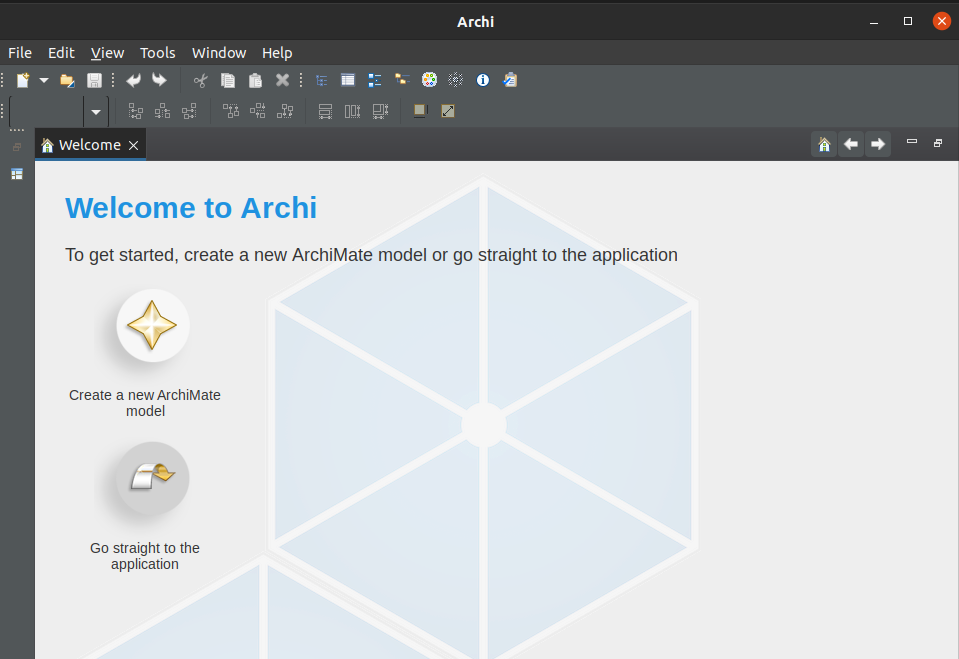 Archi
File Edit View Tools Window Help
Welcome
Welcome to Archi
To get started, create a new ArchiMate model or go straight to the application
Create a new ArchiMate
model
Go straight to the
application